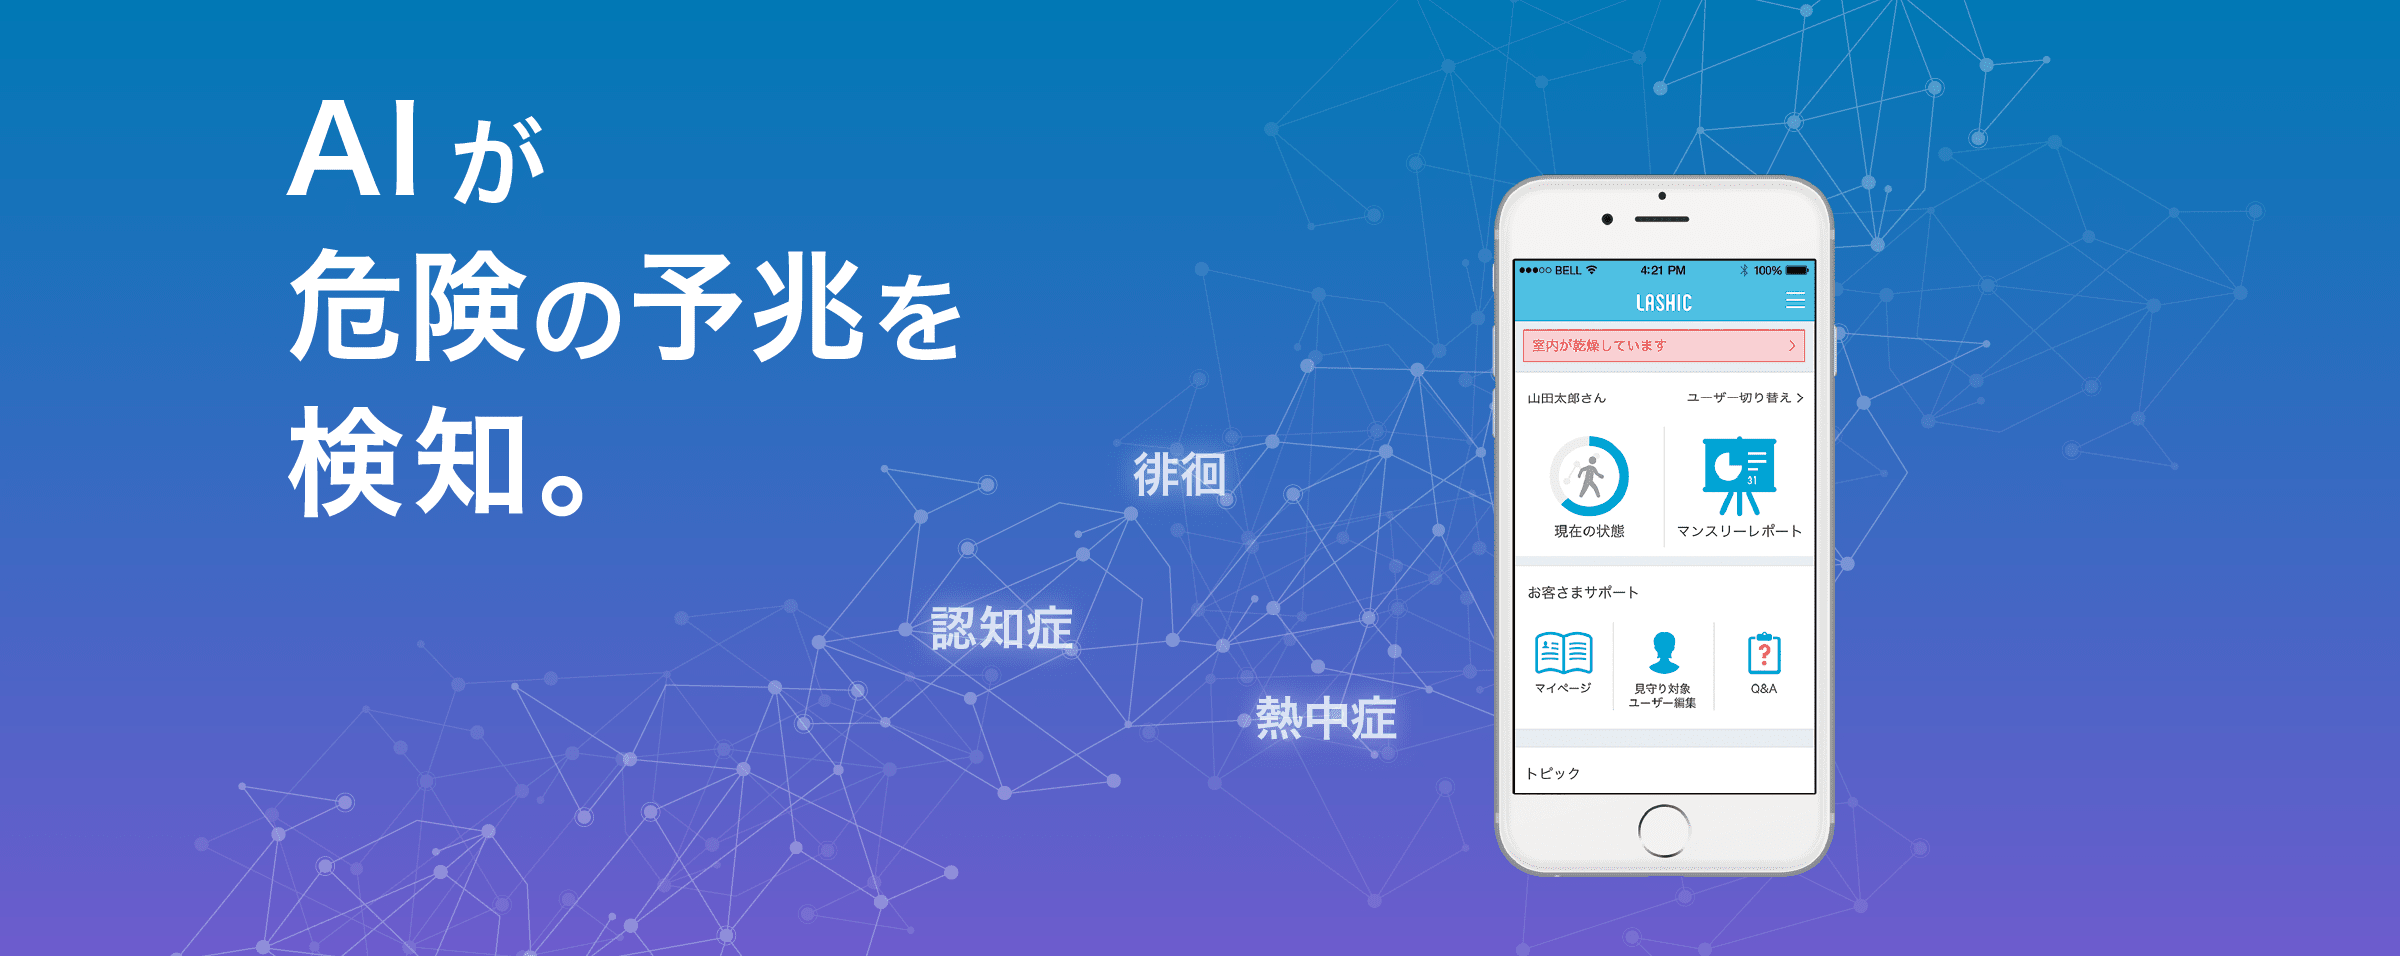 AIが
危険の予兆を
検知。
徘徊
認知症
熱中症
BELL 4:21 PM 100%
LASHIC
室内が乾燥しています
山田太郎さん ユーザー切り替え
31
現在の状態 マンスリーレポート
お客さまサポート
?
マイページ 見守り対象 Q&A
ユーザー編集
トピック